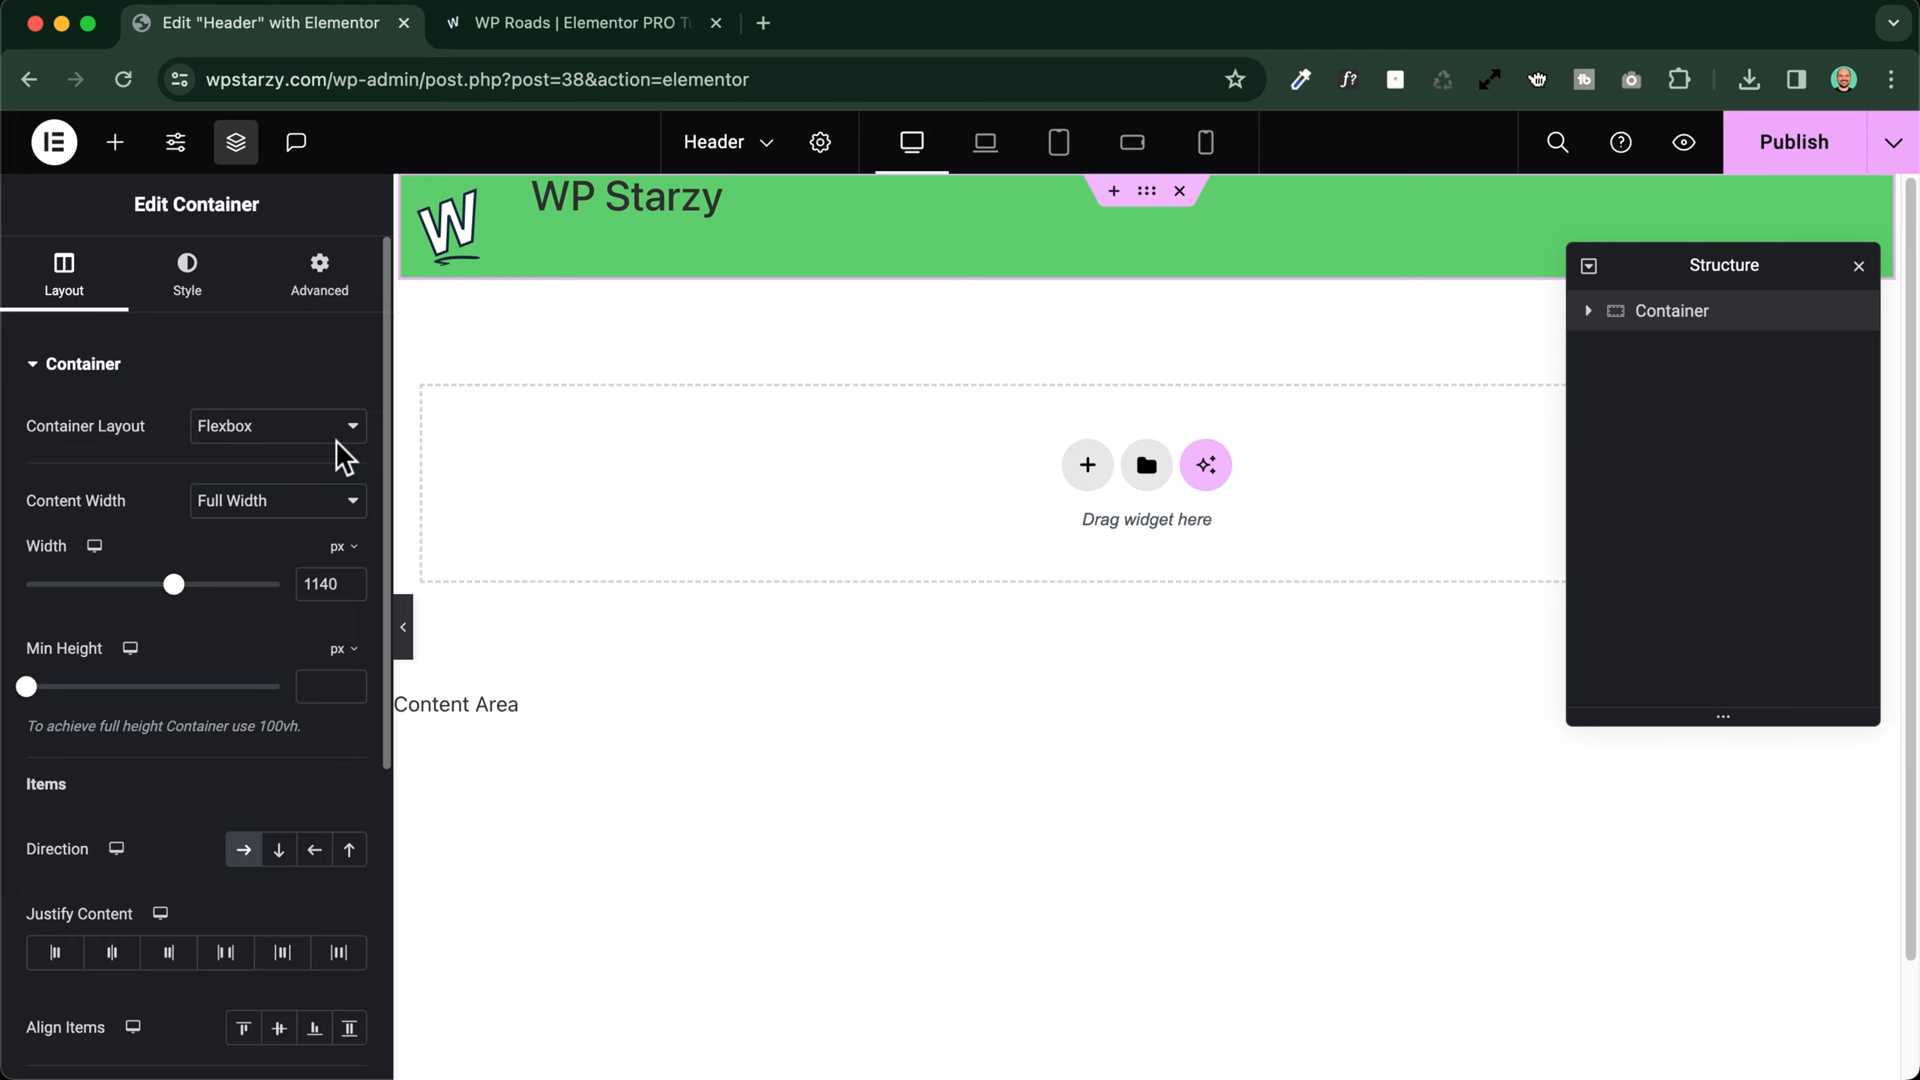 Edit "Header" with Elementor
WP Roads | Elementor PRO T
wpstarzy.com/wp-admin/post.php?post=38&action=elementor
f?
tb
Header
Publish
Edit Container
Layout
Style
Advanced
Container
Container Layout
Flexbox
Content Width
Full Width
Width
px
1140
Min Height
px
To achieve full height Container use 100vh.
Items
Direction
Justify Content
Align Items
W
WP Starzy
Drag widget here
Content Area
Structure
Container